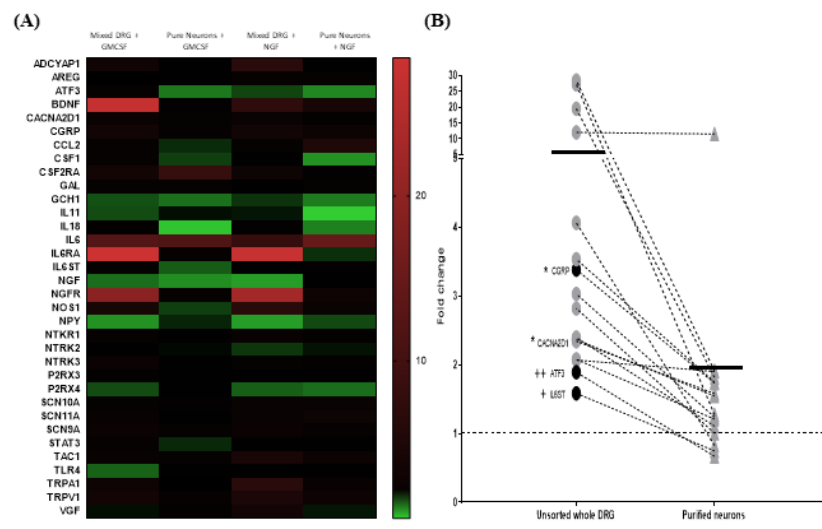 (A)
(B)
Mixed DRG + GMCSF
Pure Neurons + GMCSF
Mixed DRG + NGF
Pure Neurons + NGF
ADCYAP1
AREG
ATF3
BDNF
CACNA2D1
CGRP
CCL2
CSF1
CSF2RA
GAL
GCH1
IL11
IL18
IL6
IL6RA
IL6ST
NGF
NGFR
NOS1
NPY
NTKR1
NTRK2
NTRK3
P2RX3
P2RX4
SCN10A
SCN11A
SCN9A
STAT3
TAC1
TLR4
TRPA1
TRPV1
VGF
20
10
Fold change
30
25
20
15
10
5
4
3
2
1
0
* CGRP
* CACNA2D1
++ ATF3
+ IL6ST
Unsorted whole DRG
Purified neurons